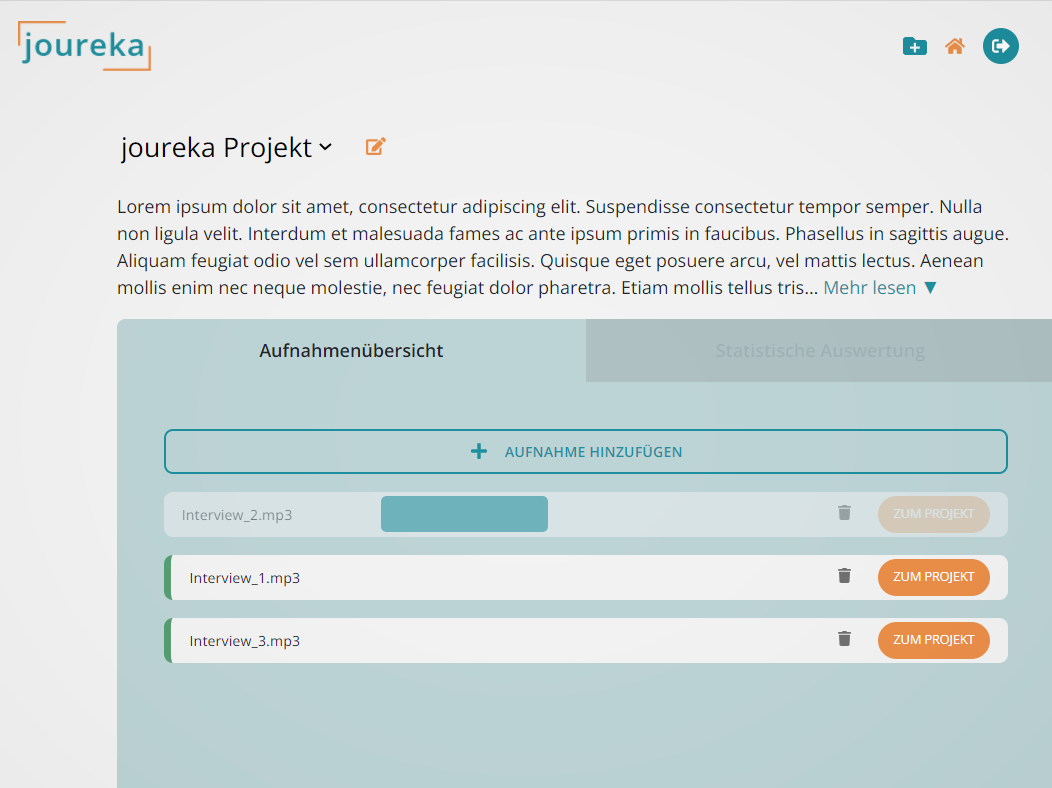 joureka
joureka Projekt
Lorem ipsum dolor sit amet, consectetur adipiscing elit. Suspendisse consectetur tempor semper. Nulla
non ligula velit. Interdum et malesuada fames ac ante ipsum primis in faucibus. Phasellus in sagittis augue.
Aliquam feugiat odio vel sem ullamcorper facilisis. Quisque eget posuere arcu, vel mattis lectus. Aenean
mollis enim nec neque molestie, nec feugiat dolor pharetra. Etiam mollis tellus tris... Mehr lesen ▼
Aufnahmenübersicht
Statistische Auswertung
AUFNAHME HINZUFÜGEN
Interview_2.mp3
ZUM PROJEKT
Interview_1.mp3
ZUM PROJEKT
Interview_3.mp3
ZUM PROJEKT